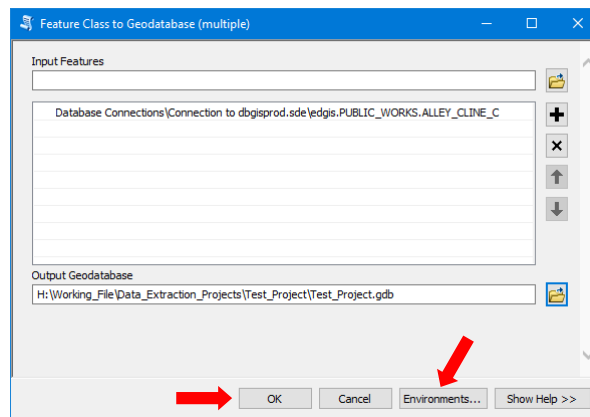 Feature Class to Geodatabase (multiple)
Input Features
Database Connections\Connection to dbgisprod.sde\edgis.PUBLIC_WORKS.ALLEY_CLINE_C
Output Geodatabase
H:\Working_File\Data_Extraction_Projects\Test_Project\Test_Project.gdb
OK Cancel Environments... Show Help >>